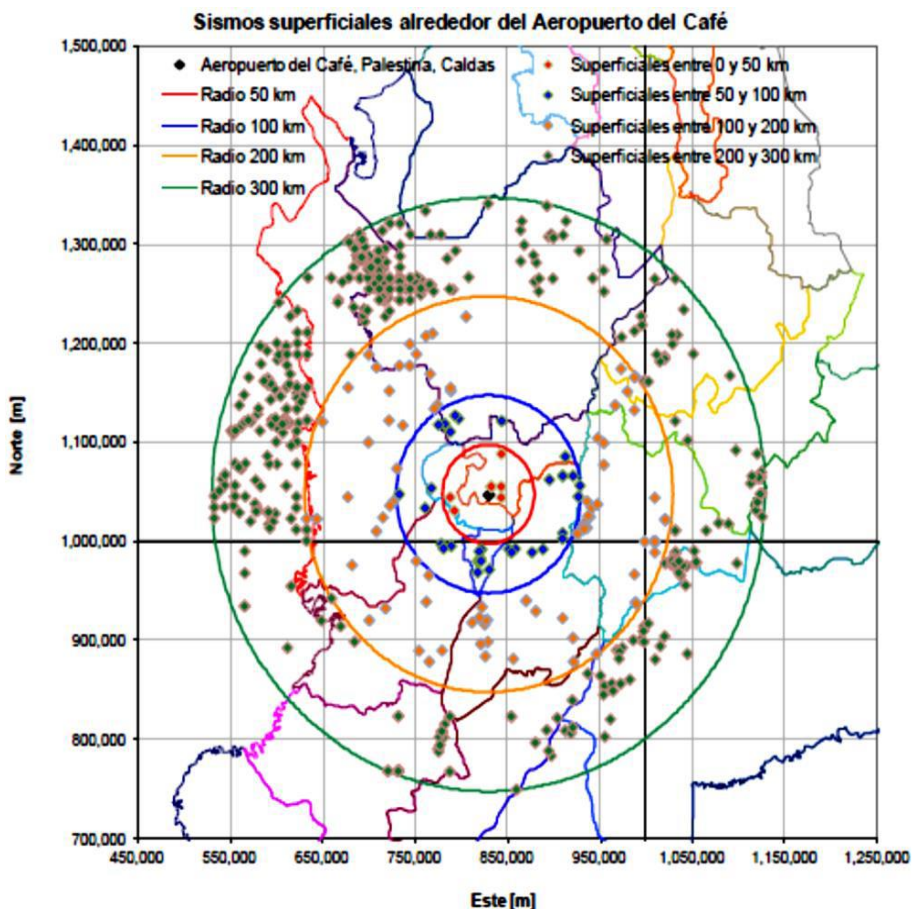 Sismos superficiales alrededor del Aeropuerto del Café
Aeropuerto del Café, Palestina, Caldas
Radio 50 km
Radio 100 km
Radio 200 km
Radio 300 km
Superficiales entre 0 y 50 km
Superficiales entre 50 y 100 km
Superficiales entre 100 y 200 km
Superficiales entre 200 y 300 km
Norte [m]
1,500,000
1,400,000
1,300,000
1,200,000
1,100,000
1,000,000
900,000
800,000
700,000
450,000 550,000 650,000 750,000 850,000 950,000 1,050,000 1,150,000 1,250,000
Este [m]